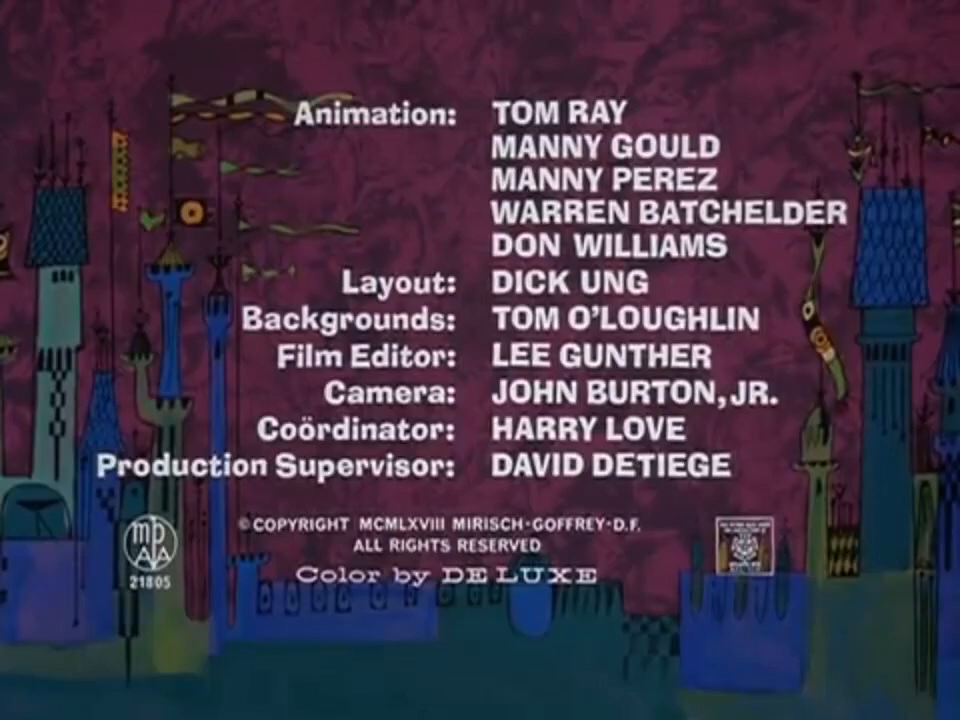 Animation: TOM RAY
MANNY GOULD
MANNY PEREZ
WARREN BATCHELDER
DON WILLIAMS
Layout: DICK UNG
Backgrounds: TOM O'LOUGHLIN
Film Editor: LEE GUNTHER
Camera: JOHN BURTON, JR.
Coördinator: HARRY LOVE
Production Supervisor: DAVID DETIEGE
© COPYRIGHT MCMLXVIII MIRISCH-GOFFREY-D.F.
ALL RIGHTS RESERVED
Color by DE LUXE
mpAA
21805